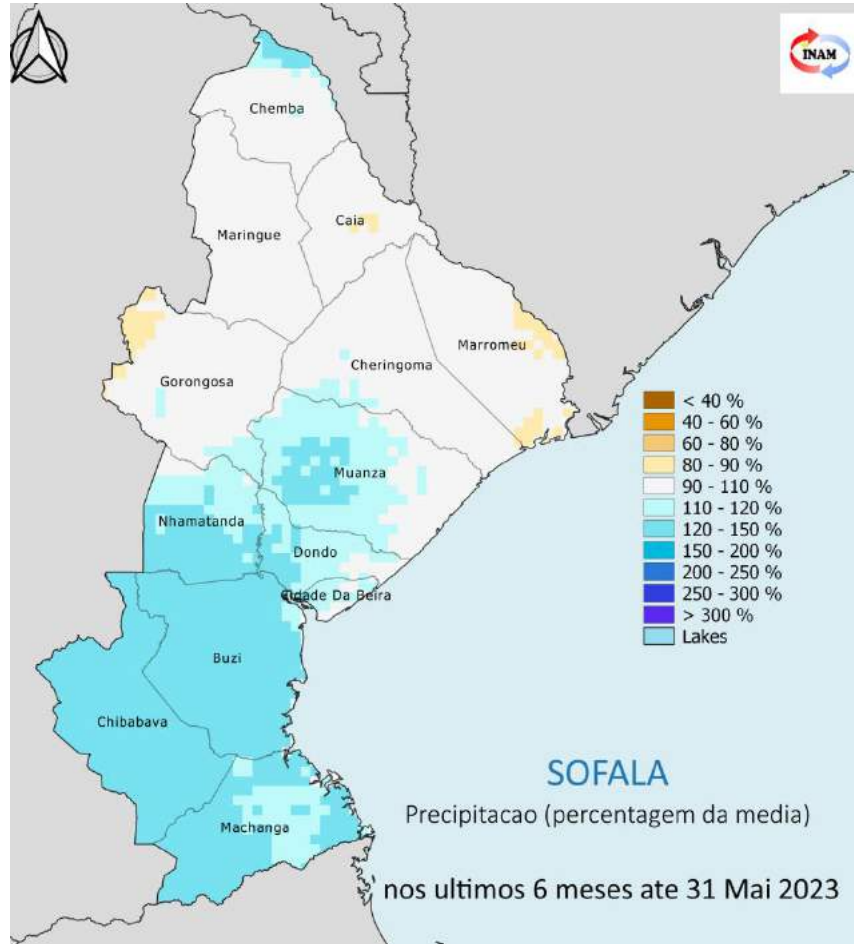 INAM
Chemba
Caia
Maringue
Marromeu
Cheringoma
Gorongosa
< 40 %
40 - 60 %
60 - 80 %
80 - 90 %
90 - 110 %
110 - 120 %
120 - 150 %
150 - 200 %
200 - 250 %
250 - 300 %
> 300 %
Lakes
Muanza
Nhamatanda
Dondo
Cidade Da Beira
Buzi
Chibabava
Machanga
SOFALA
Precipitacao (percentagem da media)
nos ultimos 6 meses ate 31 Mai 2023